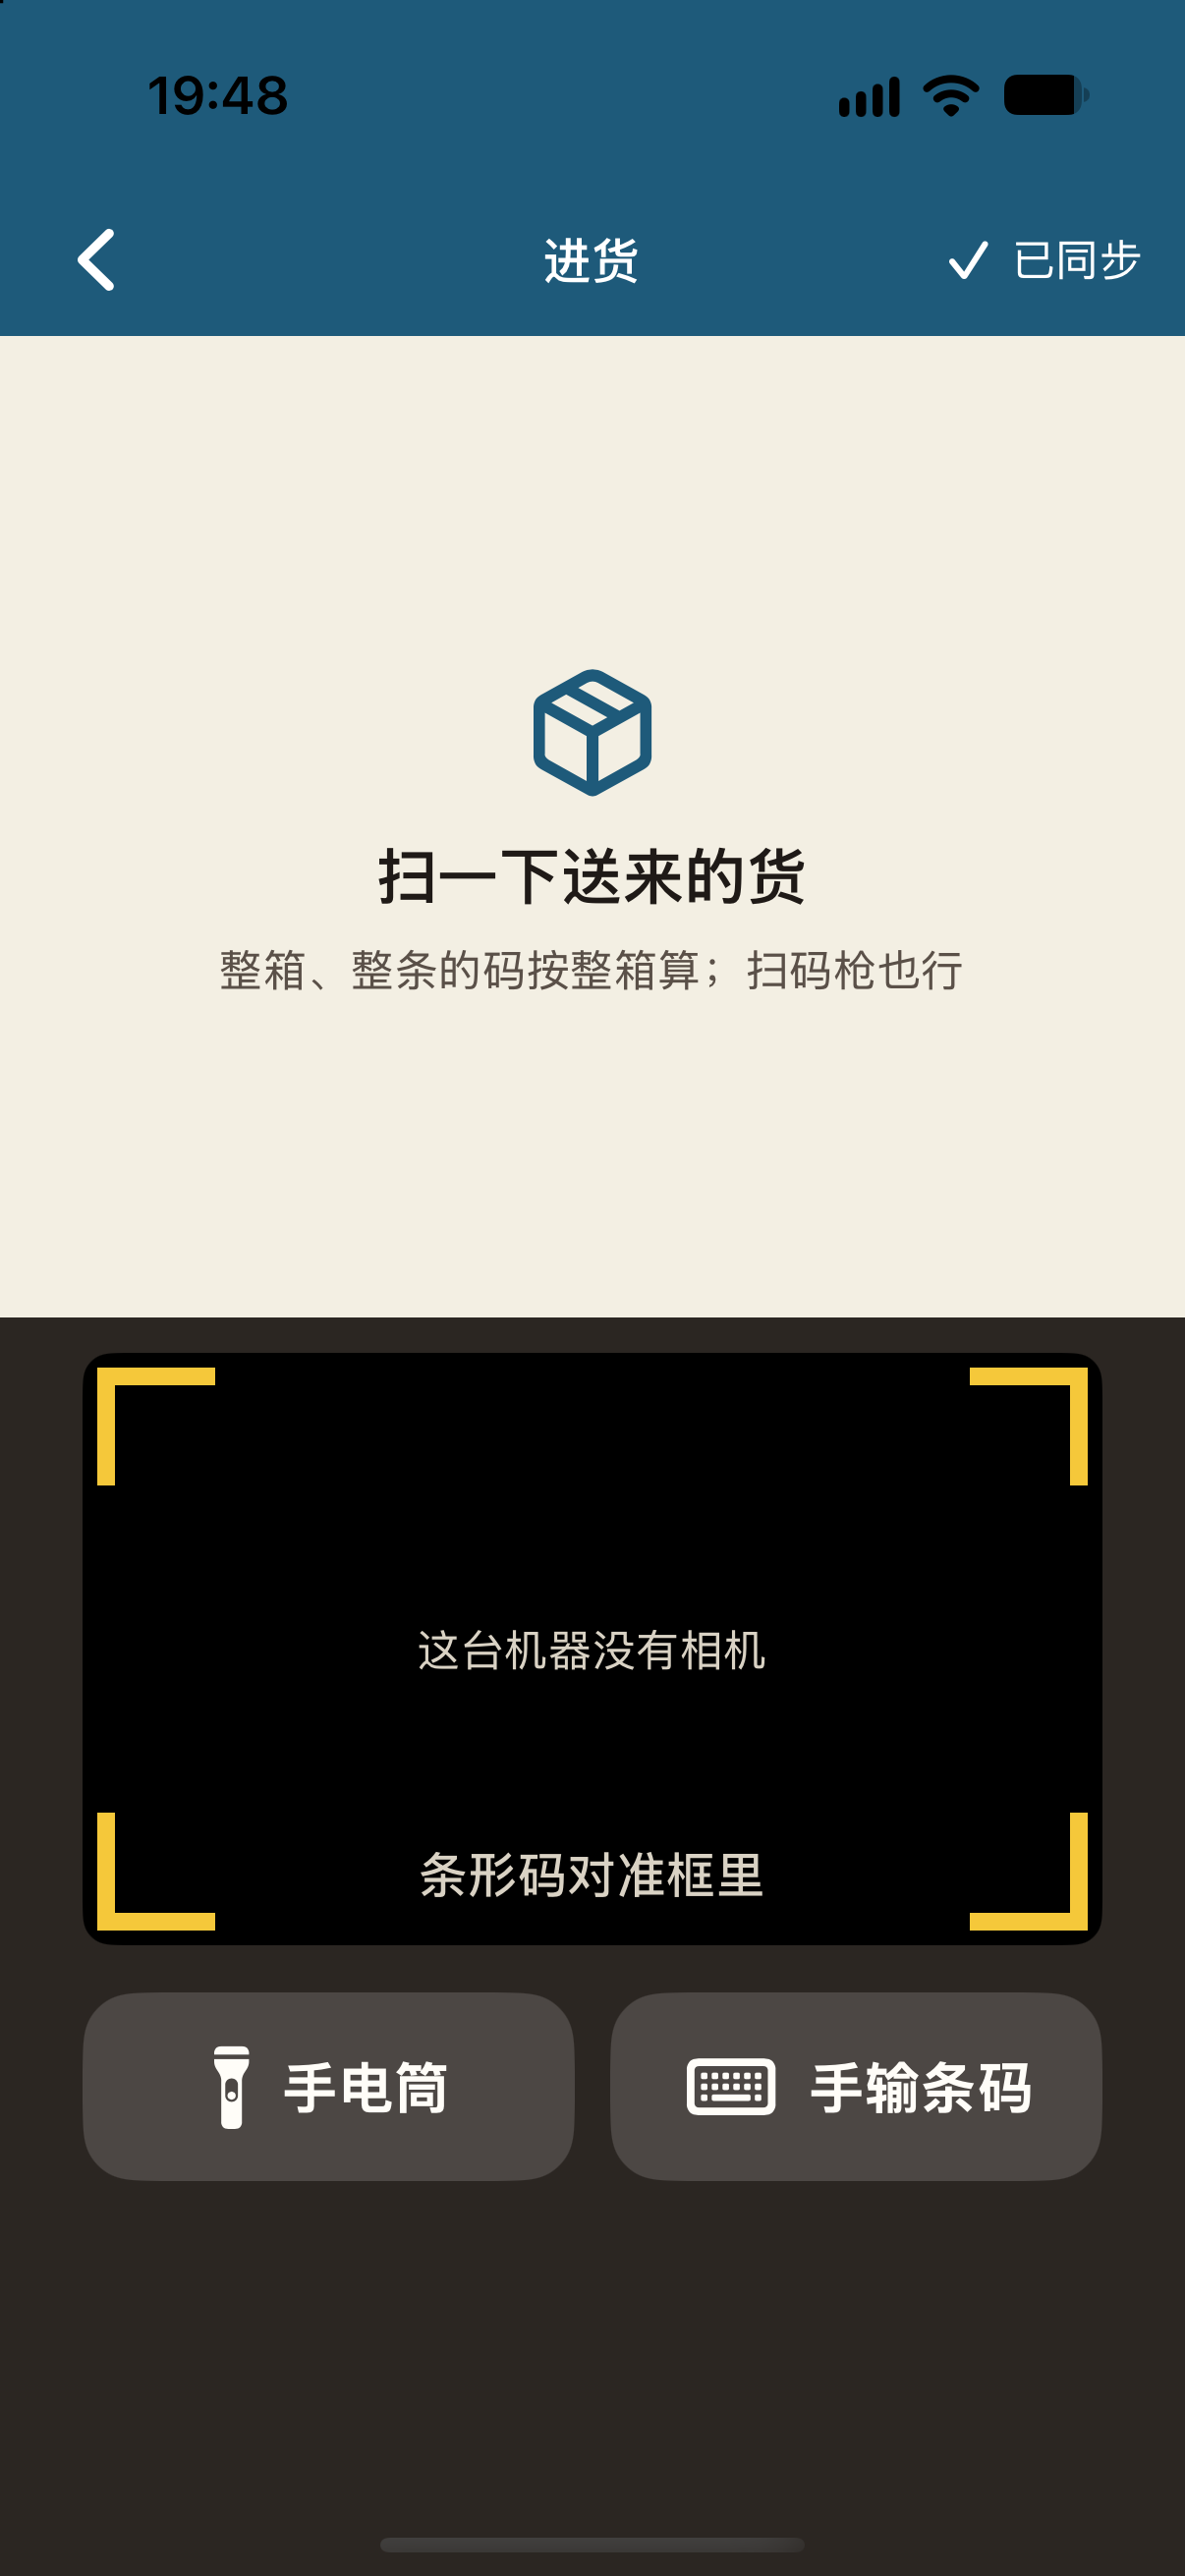 19:48
进货
已同步
扫一下送来的货
整箱、整条的码按整箱算；扫码枪也行
这台机器没有相机
条形码对准框里
手电筒
手输条码